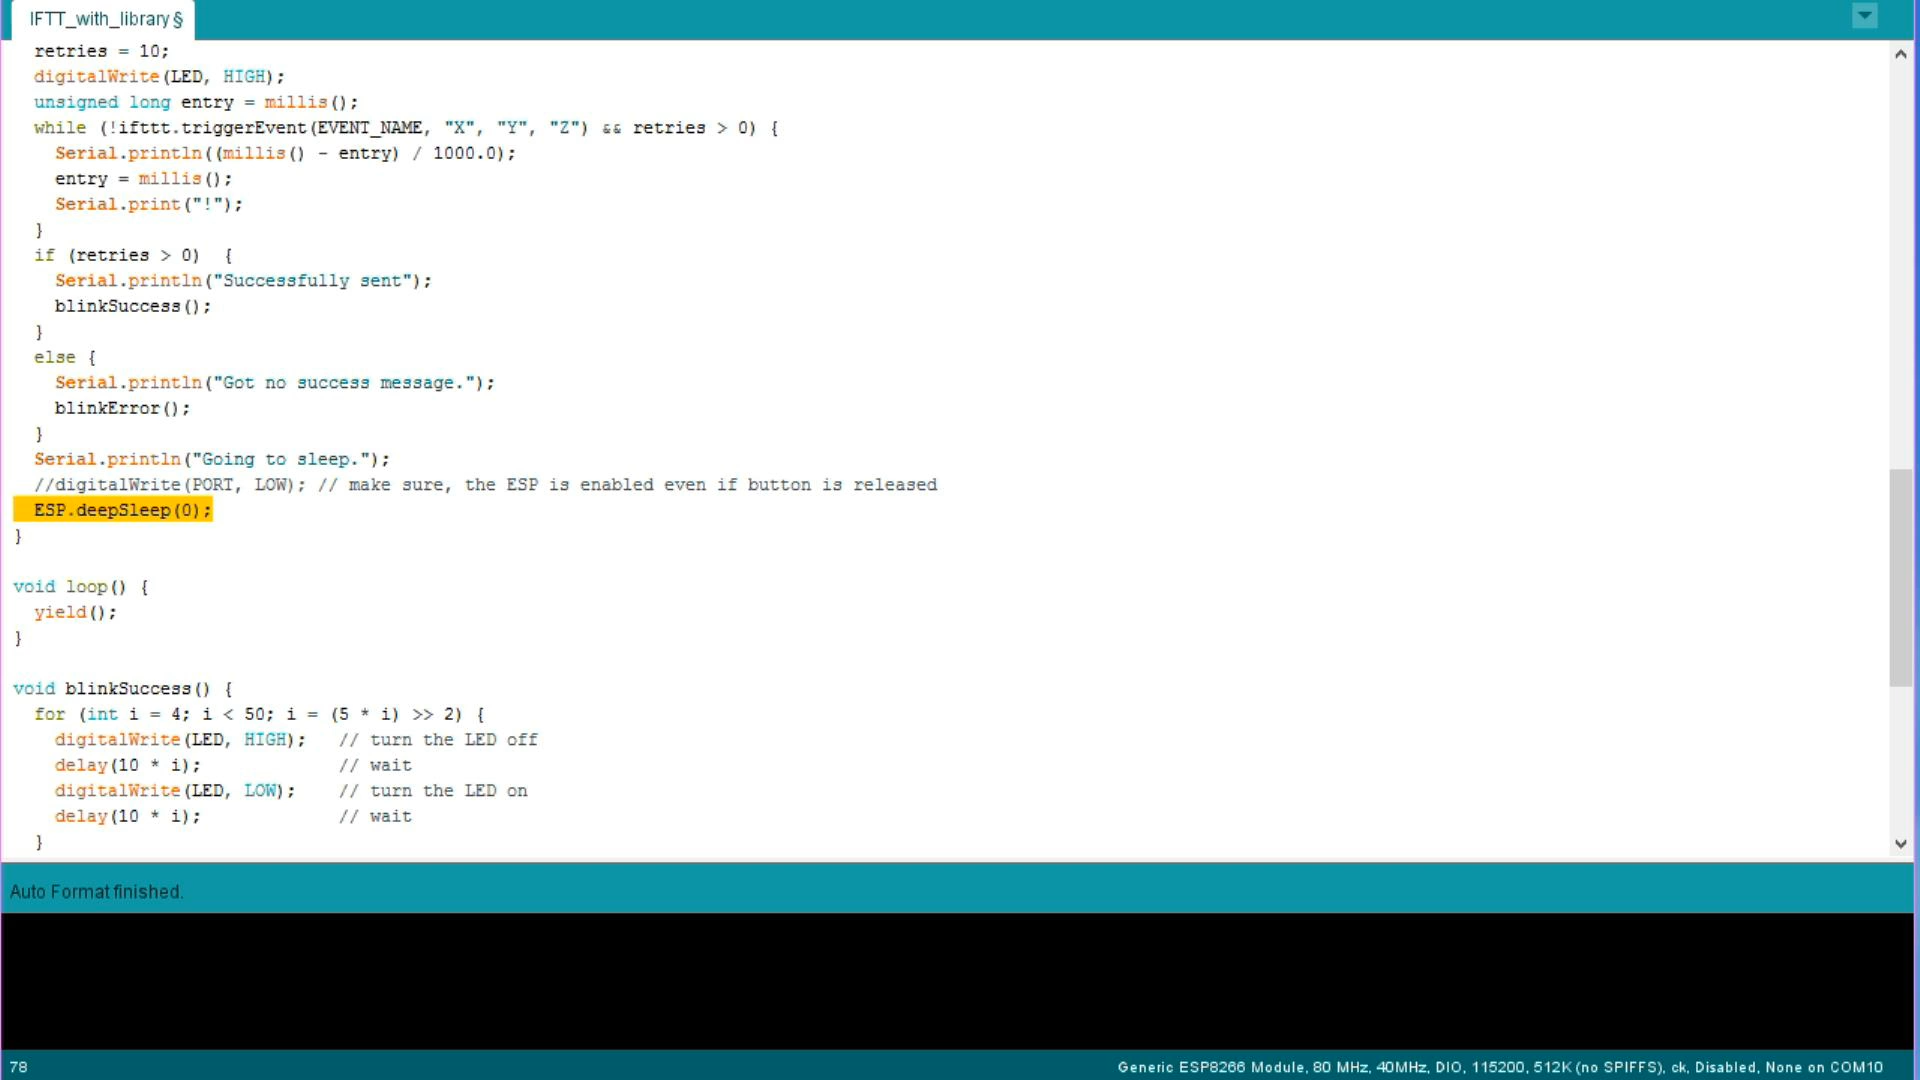 IFTT_with_library §
retries = 10;
digitalWrite(LED, HIGH);
unsigned long entry = millis();
while (!ifttt.triggerEvent(EVENT_NAME, "X", "Y", "Z") && retries > 0) {
Serial.println((millis() - entry) / 1000.0);
entry = millis();
Serial.print("!");
}
if (retries > 0)  {
Serial.println("Successfully sent");
blinkSuccess();
}
else {
Serial.println("Got no success message.");
blinkError();
}
Serial.println("Going to sleep.");
//digitalWrite(PORT, LOW); // make sure, the ESP is enabled even if button is released
ESP.deepSleep(0);
}
void loop() {
yield();
}
void blinkSuccess() {
for (int i = 4; i < 50; i = (5 * i) >> 2) {
digitalWrite(LED, HIGH);   // turn the LED off
delay(10 * i);             // wait
digitalWrite(LED, LOW);    // turn the LED on
delay(10 * i);             // wait
}
Auto Format finished.
78
Generic ESP8266 Module, 80 MHz, 40MHz, DIO, 115200, 512K (no SPIFFS), ck, Disabled, None on COM10